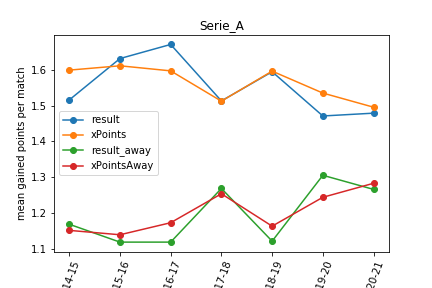 Serie_A
mean gained points per match
1.6
1.5
1.4
1.3
1.2
1.1
result
xPoints
result_away
xPointsAway
14-15
15-16
16-17
17-18
18-19
19-20
20-21